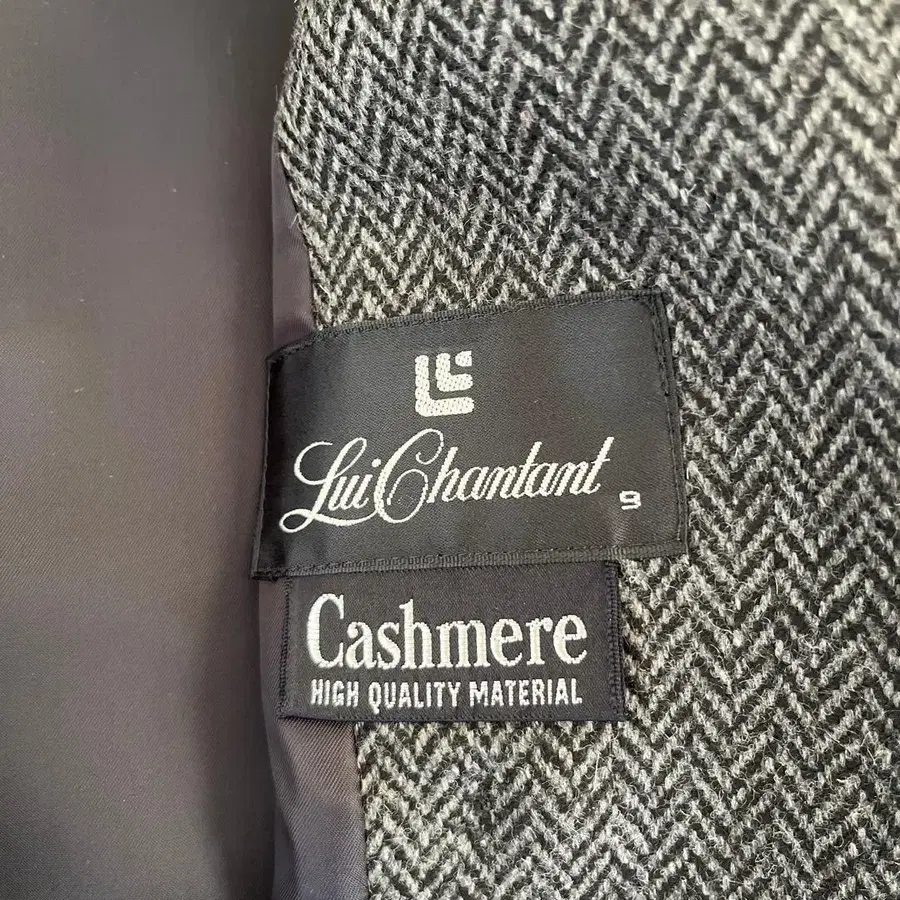 Lui Chantant
9
Cashmere
HIGH QUALITY MATERIAL